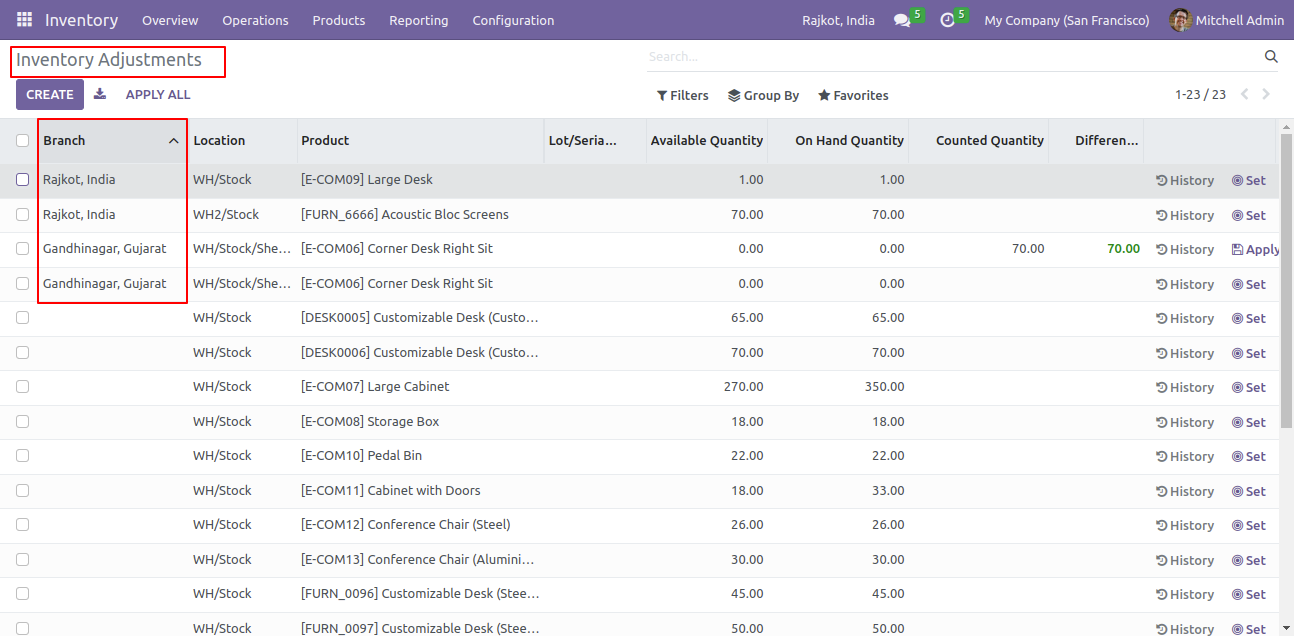 Inventory Overview Operations Products Reporting Configuration Rajkot, India 5 5 My Company (San Francisco) Mitchell Admin
Inventory Adjustments Search...
CREATE APPLY ALL Filters Group By Favorites 1-23 / 23
Branch Location Product Lot/Seria... Available Quantity On Hand Quantity Counted Quantity Differen...
Rajkot, India WH/Stock [E-COM09] Large Desk 1.00 1.00 History Set
Rajkot, India WH2/Stock [FURN_6666] Acoustic Bloc Screens 70.00 70.00 History Set
Gandhinagar, Gujarat WH/Stock/She... [E-COM06] Corner Desk Right Sit 0.00 0.00 70.00 70.00 History Apply
Gandhinagar, Gujarat WH/Stock/She... [E-COM06] Corner Desk Right Sit 0.00 0.00 History Set
WH/Stock [DESK0005] Customizable Desk (Custo... 65.00 65.00 History Set
WH/Stock [DESK0006] Customizable Desk (Custo... 70.00 70.00 History Set
WH/Stock [E-COM07] Large Cabinet 270.00 350.00 History Set
WH/Stock [E-COM08] Storage Box 18.00 18.00 History Set
WH/Stock [E-COM10] Pedal Bin 22.00 22.00 History Set
WH/Stock [E-COM11] Cabinet with Doors 18.00 33.00 History Set
WH/Stock [E-COM12] Conference Chair (Steel) 26.00 26.00 History Set
WH/Stock [E-COM13] Conference Chair (Alumini... 30.00 30.00 History Set
WH/Stock [FURN_0096] Customizable Desk (Stee... 45.00 45.00 History Set
WH/Stock [FURN_0097] Customizable Desk (Stee... 50.00 50.00 History Set